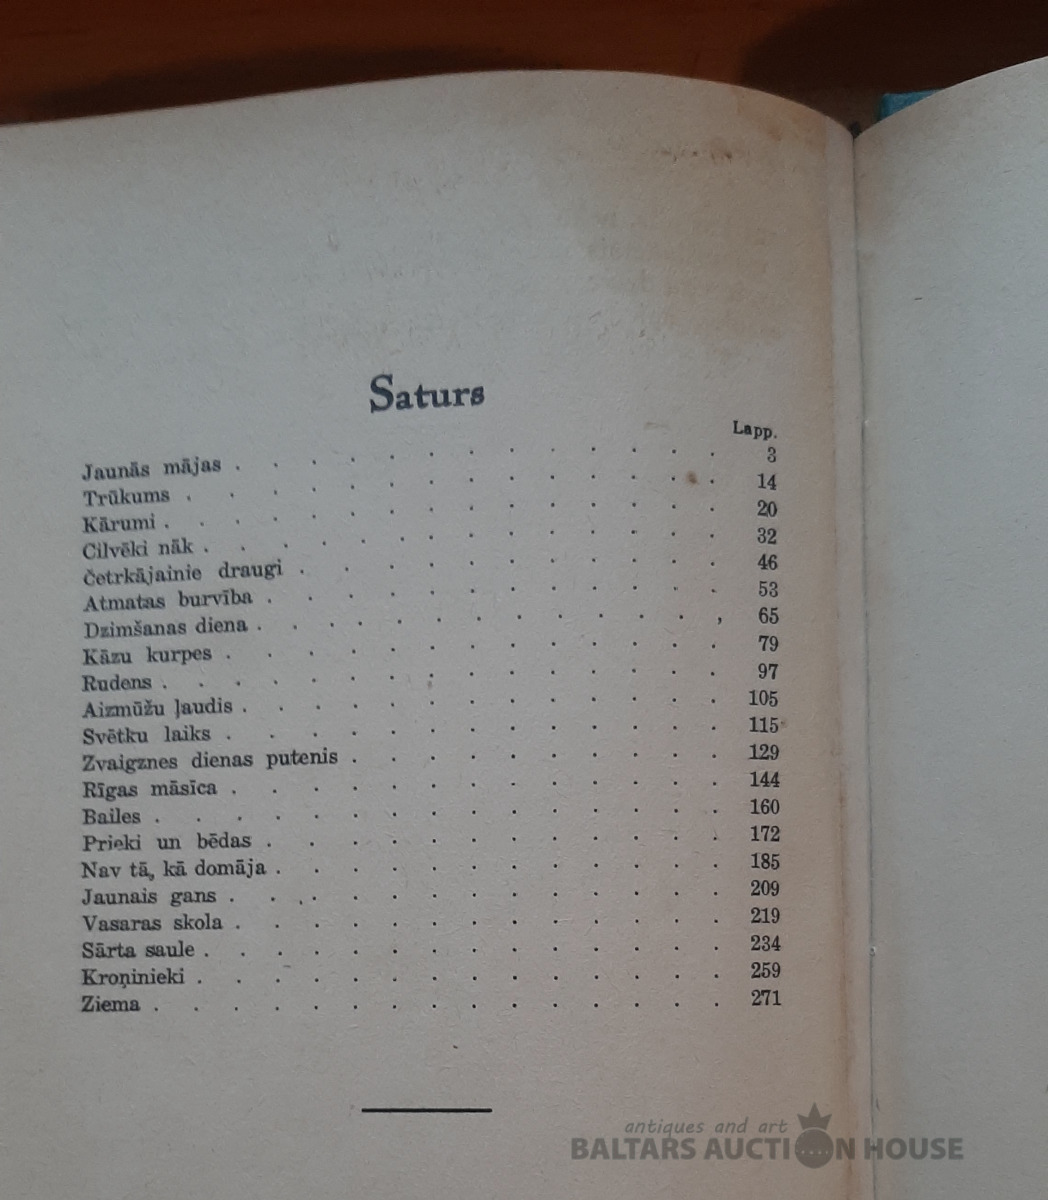 Saturs
Lapp.
Jaunās mājas . . . . . . . . . . . . 3
Trūkums . . . . . . . . . . . . . 14
Kārumi . . . . . . . . . . . . . . 20
Cilvēki nāk . . . . . . . . . . . . . 32
Četrkājainie draugi . . . . . . . . . . . 46
Atmatas burvība . . . . . . . . . . . . 53
Dzimšanas diena . . . . . . . . . . . , 65
Kāzu kurpes . . . . . . . . . . . . . 79
Rudens . . . . . . . . . . . . . . 97
Aizmūžu ļaudis . . . . . . . . . . . . 105
Svētku laiks . . . . . . . . . . . . . 115
Zvaigznes dienas putenis . . . . . . . . . . 129
Rīgas māsīca . . . . . . . . . . . . . 144
Bailes . . . . . . . . . . . . . . . 160
Prieki un bēdas . . . . . . . . . . . . 172
Nav tā, kā domāja . . . . . . . . . . . . 185
Jaunais gans . . . . . . . . . . . . . 209
Vasaras skola . . . . . . . . . . . . . 219
Sārta saule . . . . . . . . . . . . . . 234
Kroņinieki . . . . . . . . . . . . . . 259
Ziema . . . . . . . . . . . . . . . 271
antiques and art
BALTARS AUCTION HOUSE